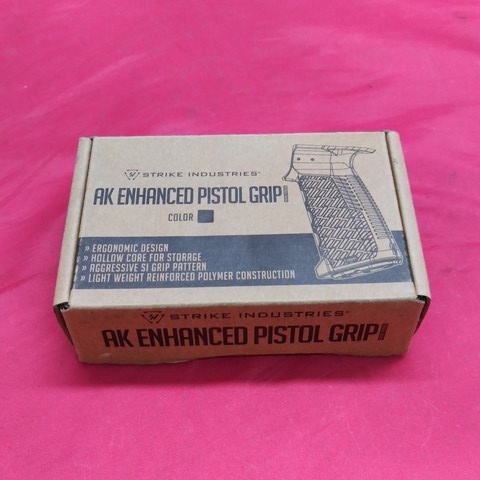 STRIKE INDUSTRIES
AK ENHANCED PISTOL GRIP
COLOR
» ERGONOMIC DESIGN
» HOLLOW CORE FOR STORAGE
» AGGRESSIVE SI GRIP PATTERN
» LIGHT WEIGHT REINFORCED POLYMER CONSTRUCTION
STRIKE INDUSTRIES
AK ENHANCED PISTOL GRIP